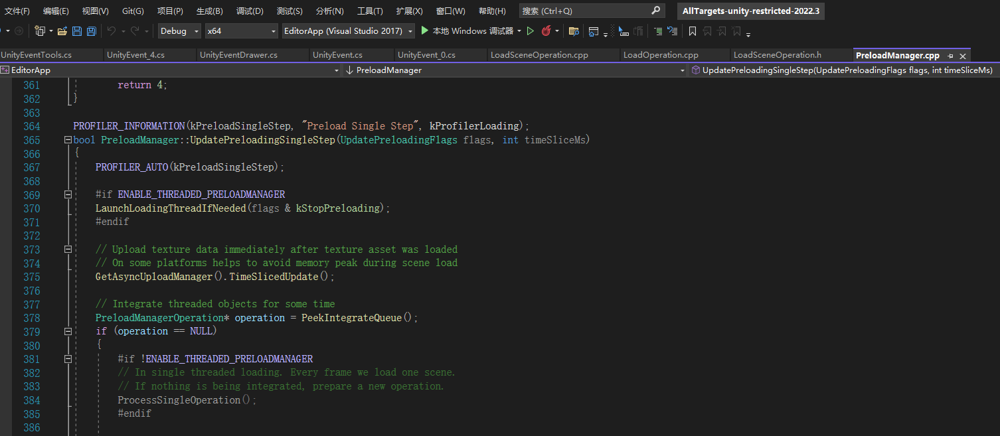 文件(F) 编辑(E) 视图(V) Git(G) 项目(P) 生成(B) 调试(D) 测试(S) 分析(N) 工具(T) 扩展(X) 窗口(W) 帮助(H) 搜索 (Ctrl+Q) AllTargets-unity-restricted-2022.3
Debug x64 EditorApp (Visual Studio 2017) 本地 Windows 调试器
UnityEventTools.cs UnityEvent_4.cs UnityEventDrawer.cs UnityEvent.cs UnityEvent_0.cs LoadSceneOperation.cpp LoadOperation.cpp LoadSceneOperation.h PreloadManager.cpp
EditorApp PreloadManager UpdatePreloadingSingleStep(UpdatePreloadingFlags flags, int timeSliceMs)
361 return 4;
362 }
363
364 PROFILER_INFORMATION(kPreloadSingleStep, "Preload Single Step", kProfilerLoading);
365 bool PreloadManager::UpdatePreloadingSingleStep(UpdatePreloadingFlags flags, int timeSliceMs)
366 {
367 PROFILER_AUTO(kPreloadSingleStep);
368
369 #if ENABLE_THREADED_PRELOADMANAGER
370 LaunchLoadingThreadIfNeeded(flags & kStopPreloading);
371 #endif
372
373 // Upload texture data immediately after texture asset was loaded
374 // On some platforms helps to avoid memory peak during scene load
375 GetAsyncUploadManager().TimeSlicedUpdate();
376
377 // Integrate threaded objects for some time
378 PreloadManagerOperation* operation = PeekIntegrateQueue();
379 if (operation == NULL)
380 {
381 #if !ENABLE_THREADED_PRELOADMANAGER
382 // In single threaded loading. Every frame we load one scene.
383 // If nothing is being integrated, prepare a new operation.
384 ProcessSingleOperation();
385 #endif
386